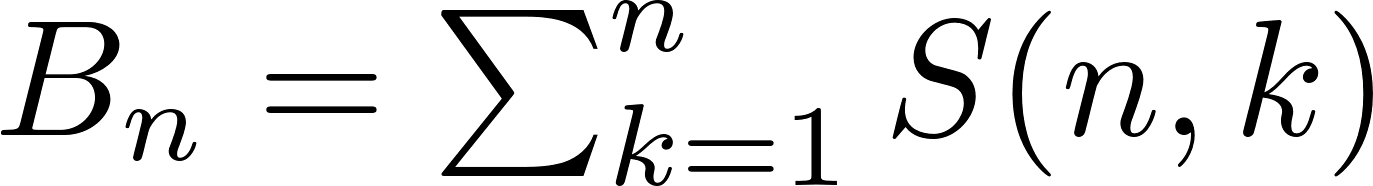 B_n = \sum_{k=1}^{n} S(n, k)